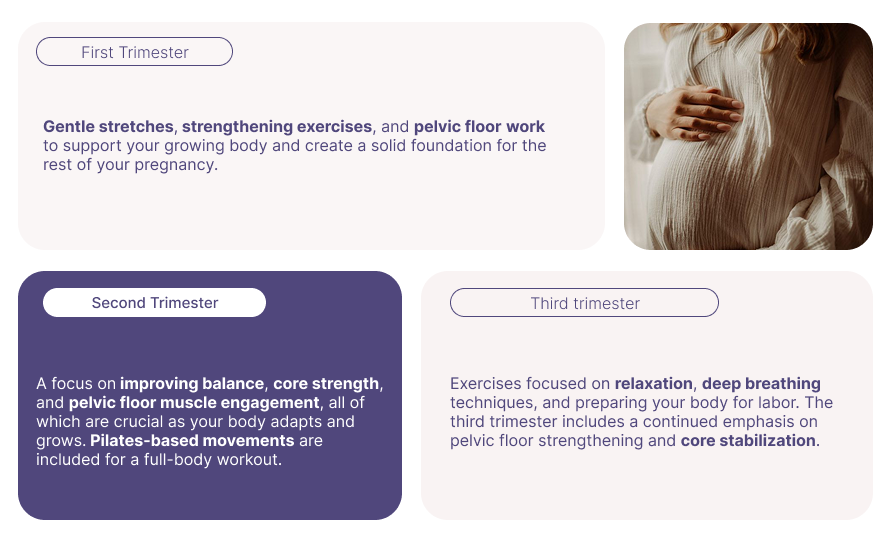 First Trimester
Gentle stretches, strengthening exercises, and pelvic floor work
to support your growing body and create a solid foundation for the
rest of your pregnancy.
Second Trimester
A focus on improving balance, core strength,
and pelvic floor muscle engagement, all of
which are crucial as your body adapts and
grows. Pilates-based movements are
included for a full-body workout.
Third trimester
Exercises focused on relaxation, deep breathing
techniques, and preparing your body for labor. The
third trimester includes a continued emphasis on
pelvic floor strengthening and core stabilization.